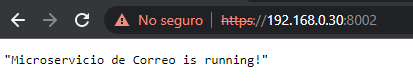 No seguro | https://192.168.0.30:8002
"Microservicio de Correo is running!"